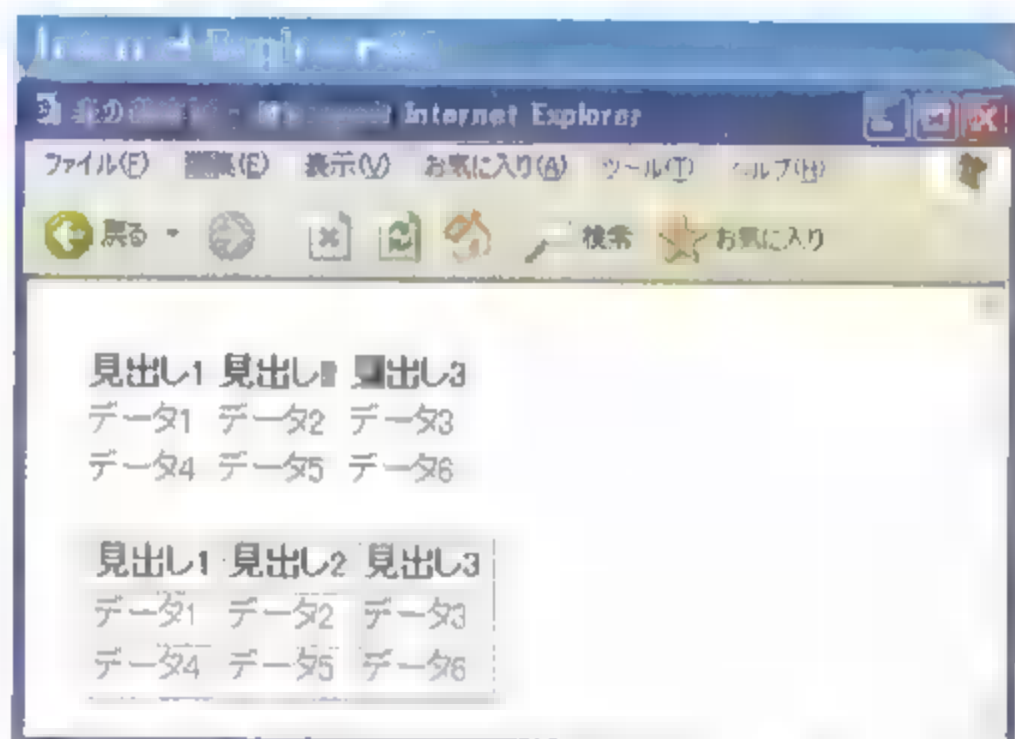 Internet Explorer
Internet Explorer
ファイル(F) (E) 表示(V) お気に入り(A) ツール(T) ヘルプ(H)
戻る 検索 お気に入り
見出し1 見出し 見出し3
データ1 データ2 データ3
データ4 データ5 データ6
見出し1 見出し2 見出し3
データ1 データ2 データ3
データ4 データ5 データ6